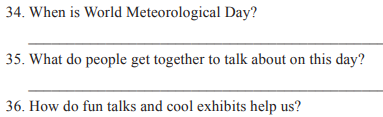 34. When is World Meteorological Day?
35. What do people get together to talk about on this day?
36. How do fun talks and cool exhibits help us?